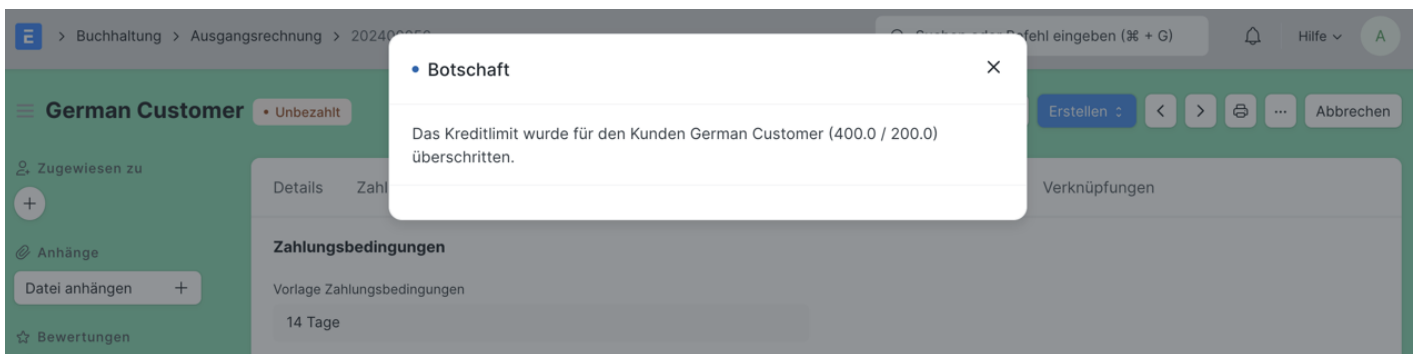 E > Buchhaltung > Ausgangsrechnung >
Hilfe
A
• Botschaft
Das Kreditlimit wurde für den Kunden German Customer (400.0 / 200.0)
überschritten.
German Customer • Unbezahlt
Erstellen
Abbrechen
Zugewiesen zu
Details
Verknüpfungen
Anhänge
Datei anhängen +
Bewertungen
Zahlungsbedingungen
Vorlage Zahlungsbedingungen
14 Tage
eingeben (⌘ + G)